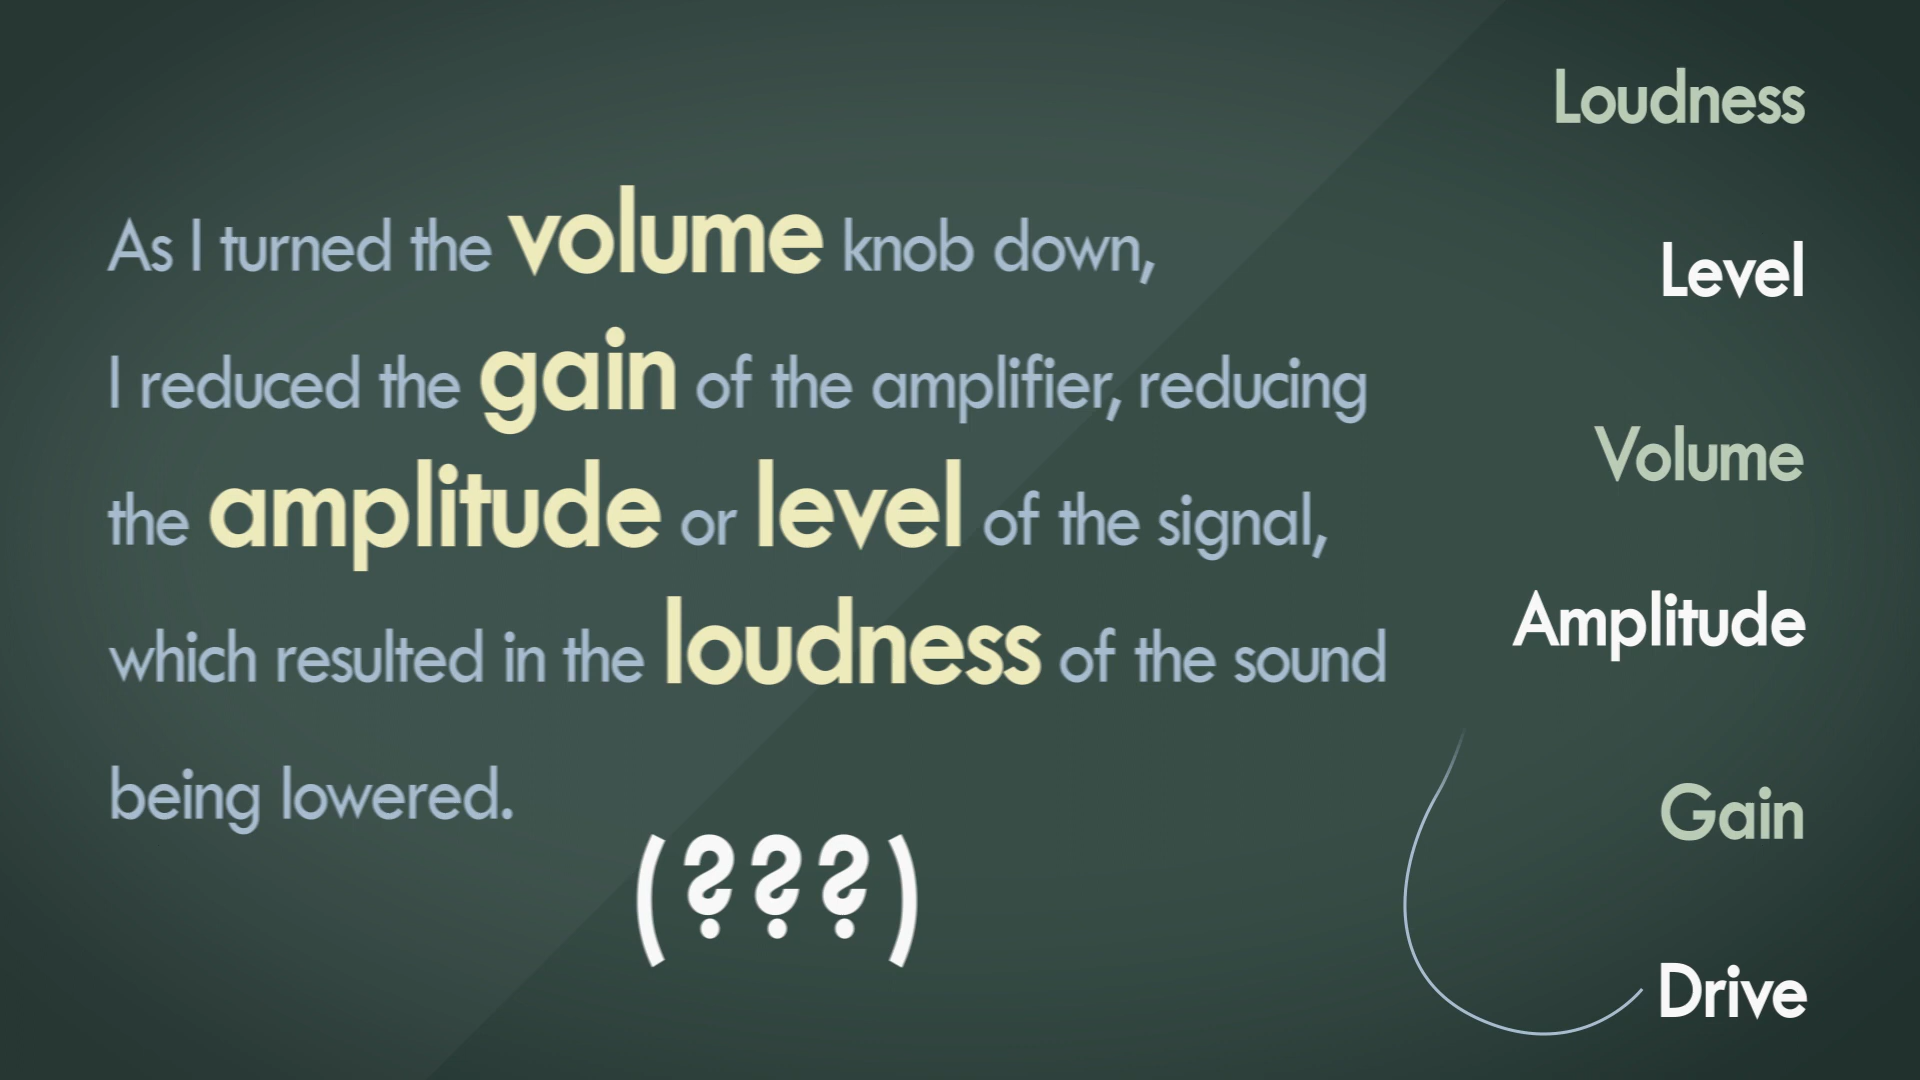 As I turned the volume knob down,
I reduced the gain of the amplifier, reducing
the amplitude or level of the signal,
which resulted in the loudness of the sound
being lowered.
(???)
Loudness
Level
Volume
Amplitude
Gain
Drive